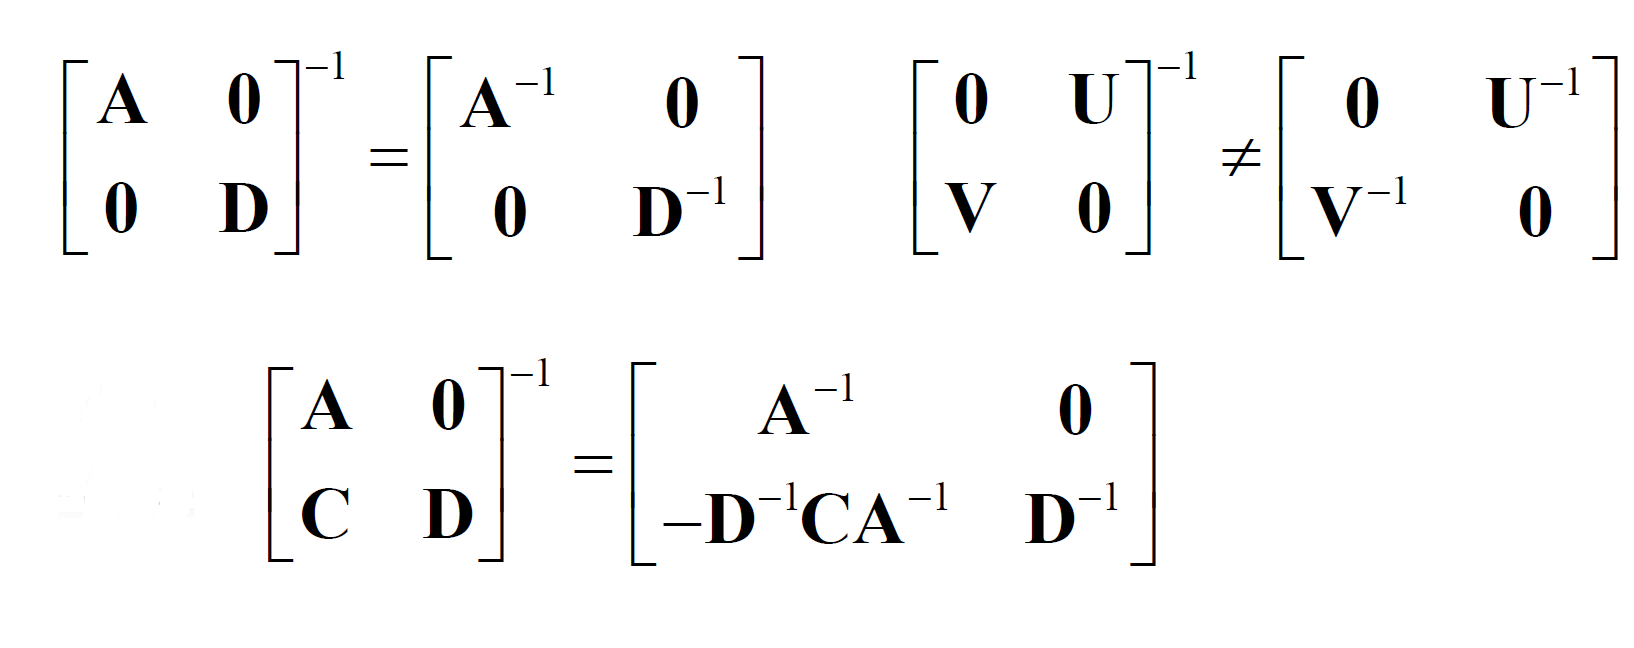 [A 0; 0 D]⁻¹ = [A⁻¹ 0; 0 D⁻¹]   [0 U; V 0]⁻¹ ≠ [0 U⁻¹; V⁻¹ 0]
[A 0; C D]⁻¹ = [A⁻¹ 0; −D⁻¹CA⁻¹ D⁻¹]